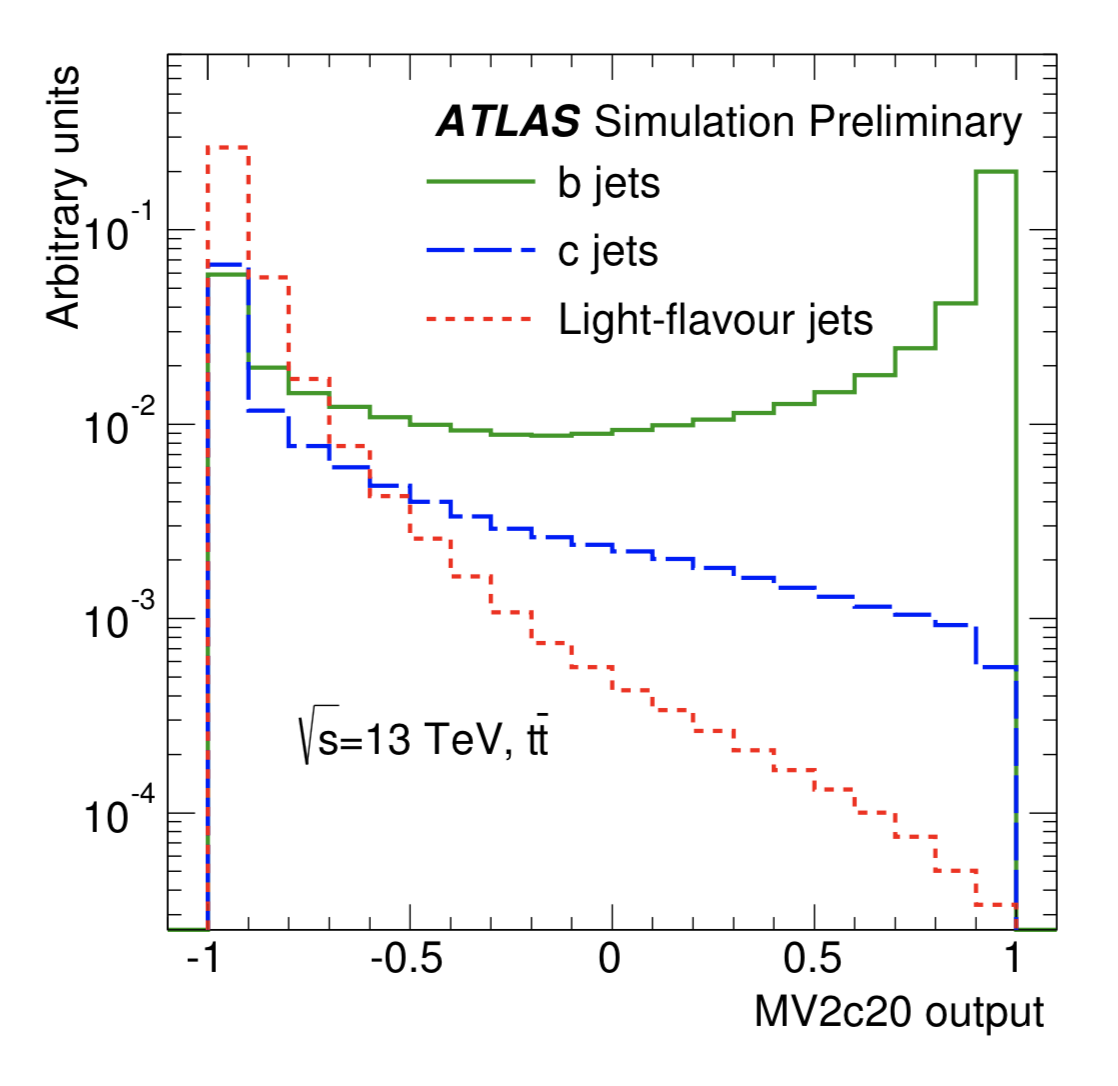 Arbitrary units
ATLAS Simulation Preliminary
b jets
c jets
Light-flavour jets
10⁻¹
10⁻²
10⁻³
10⁻⁴
√s=13 TeV, tt̄
-1 -0.5 0 0.5 1
MV2c20 output